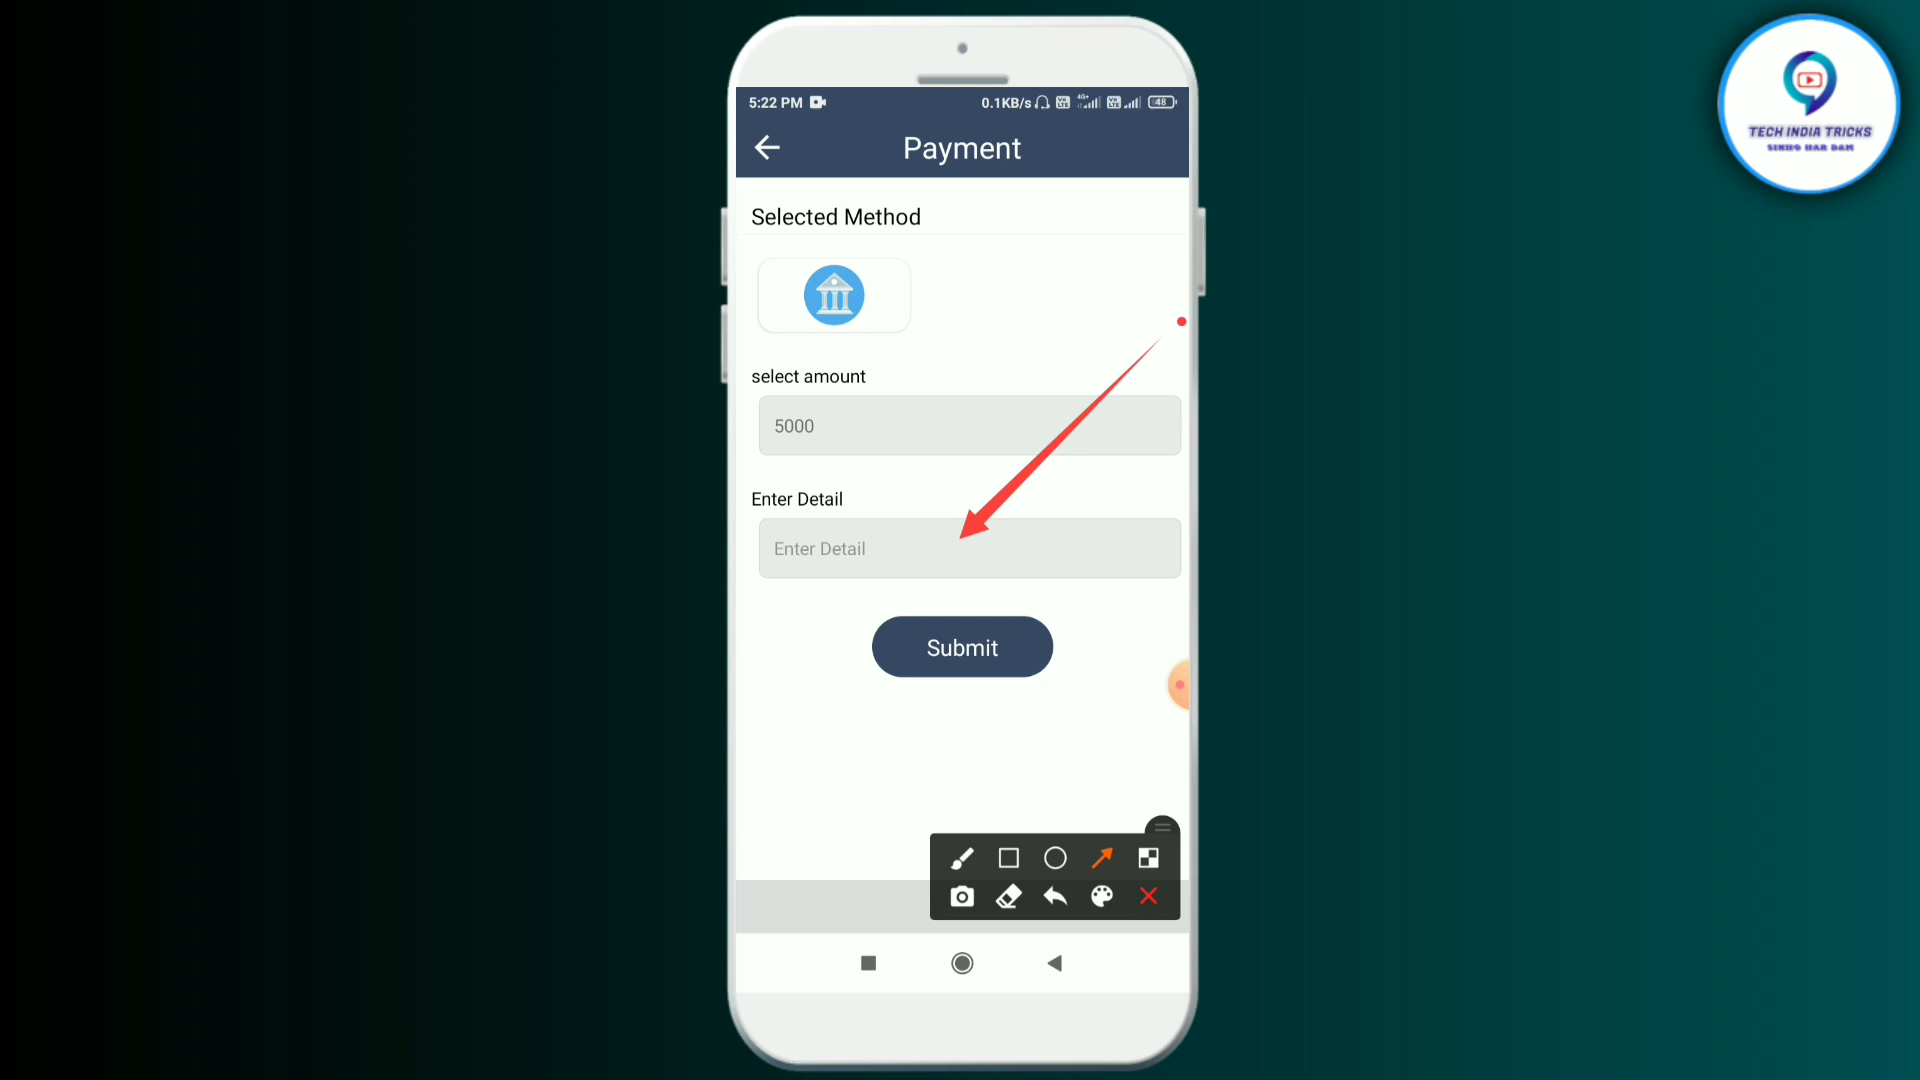 5:22 PM
0.1KB/s
4G+
48
Payment
Selected Method
select amount
5000
Enter Detail
Enter Detail
Submit
TECH INDIA TRICKS
SIKHO HAR DAM